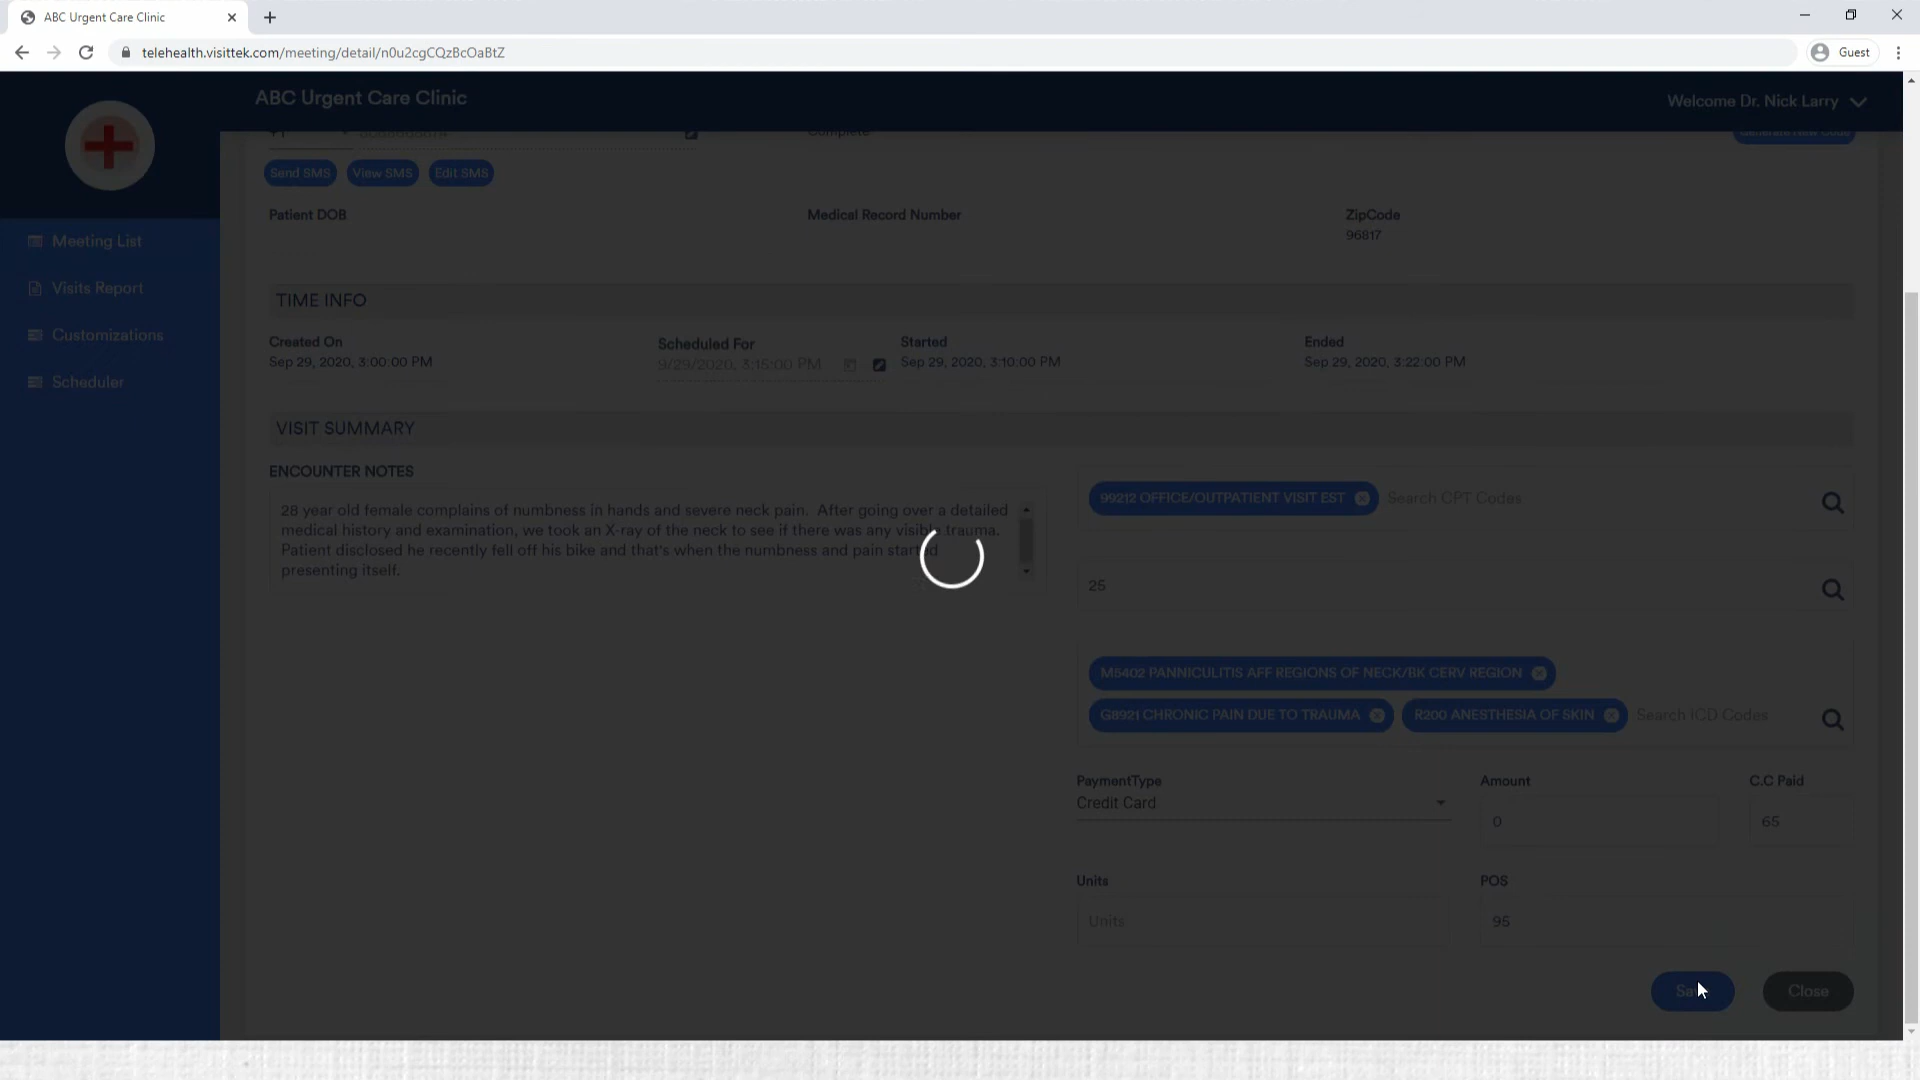 ABC Urgent Care Clinic
telehealth.visittek.com/meeting/detail/n0u2cgCQzBcOaBtZ
Guest
ABC Urgent Care Clinic
Welcome Dr. Nick Larry
+1
Complete
Generate New Code
Send SMS View SMS Edit SMS
Patient DOB Medical Record Number ZipCode
96817
Meeting List
Visits Report
Customizations
Scheduler
TIME INFO
Created On Scheduled For Started Ended
Sep 29, 2020, 3:00:00 PM 9/29/2020, 3:15:00 PM Sep 29, 2020, 3:10:00 PM Sep 29, 2020, 3:22:00 PM
VISIT SUMMARY
ENCOUNTER NOTES
28 year old female complains of numbness in hands and severe neck pain. After going over a detailed
medical history and examination, we took an X-ray of the neck to see if there was any visible trauma.
Patient disclosed he recently fell off his bike and that's when the numbness and pain started
presenting itself.
99212 OFFICE/OUTPATIENT VISIT EST Search CPT Codes
25
M5402 PANNICULITIS AFF REGIONS OF NECK/BK CERV REGION
G8921 CHRONIC PAIN DUE TO TRAUMA R200 ANESTHESIA OF SKIN Search ICD Codes
PaymentType Amount C.C Paid
Credit Card 0 65
Units POS
Units 95
Save Close